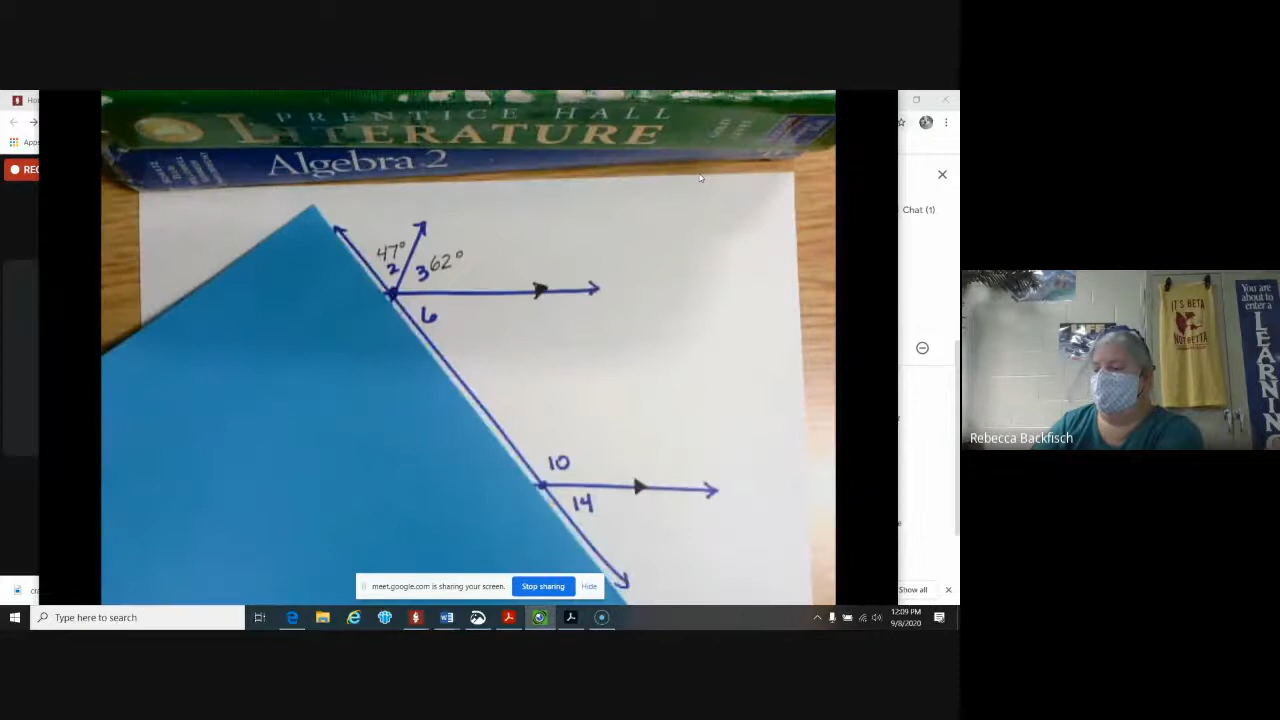 PRENTICE HALL
LITERATURE
Algebra 2
REC
Chat (1)
47°
2
3
62°
6
10
14
IT'S BETA
NOT BETTA
You are
about to
enter a
LEARNING
Rebecca Backfisch
meet.google.com is sharing your screen.
Stop sharing
Hide
Show all
Type here to search
12:09 PM
9/8/2020